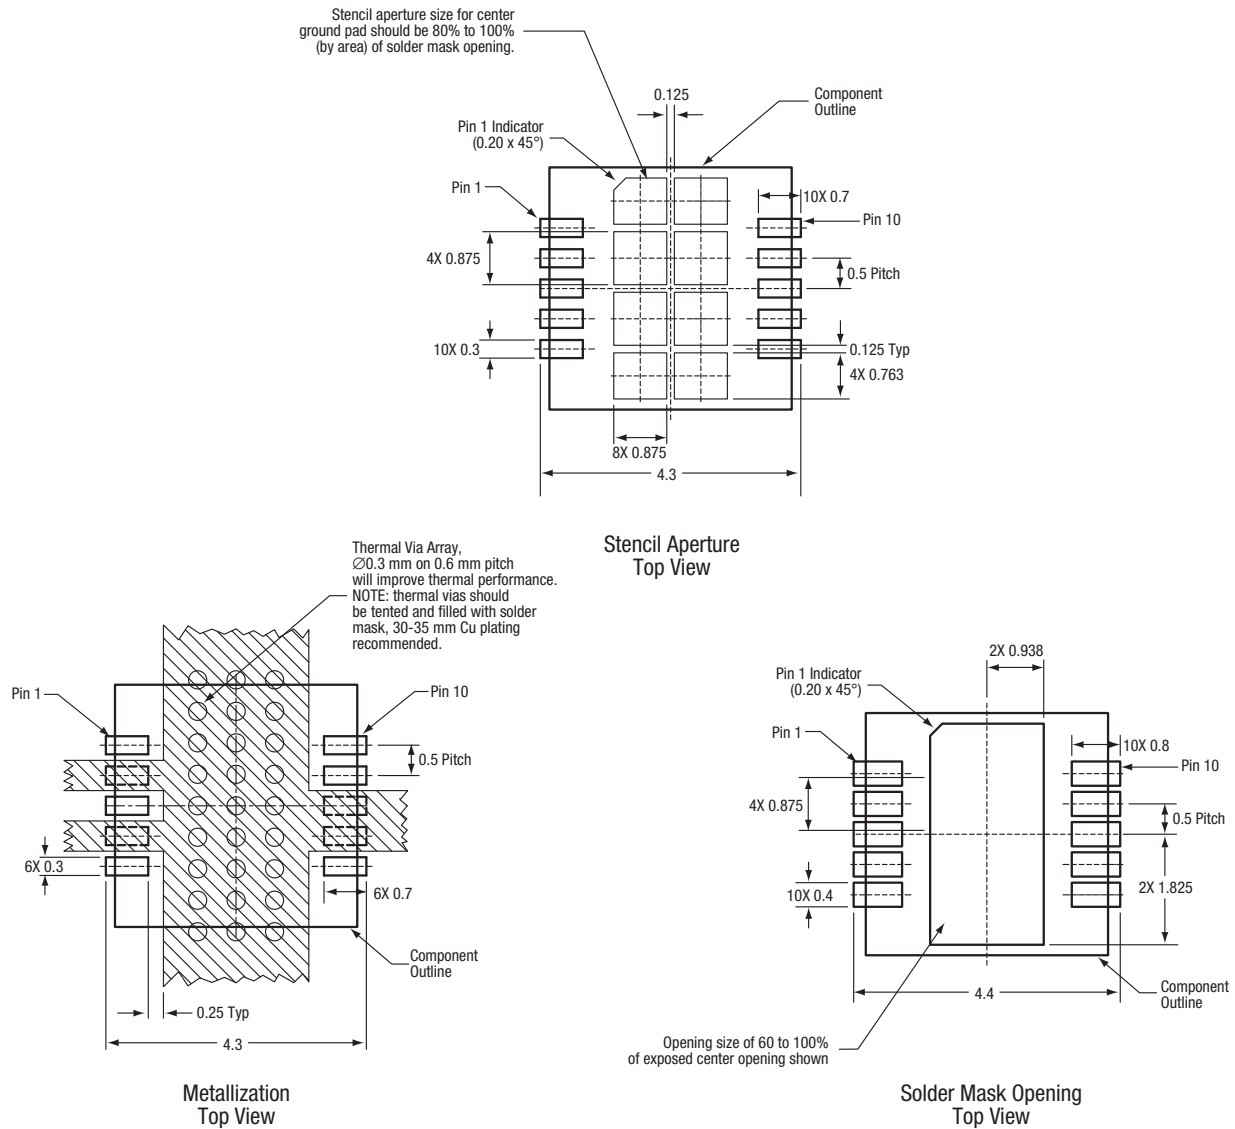 Stencil aperture size for center
ground pad should be 80% to 100%
(by area) of solder mask opening.
0.125
Component
Outline
Pin 1 Indicator
(0.20 x 45°)
Pin 1
10X 0.7
Pin 10
4X 0.875
0.5 Pitch
10X 0.3
0.125 Typ
4X 0.763
8X 0.875
4.3
Stencil Aperture
Top View
Thermal Via Array,
∅0.3 mm on 0.6 mm pitch
will improve thermal performance.
NOTE: thermal vias should
be tented and filled with solder
mask, 30-35 mm Cu plating
recommended.
Pin 1
Pin 10
0.5 Pitch
6X 0.3
6X 0.7
Component
Outline
0.25 Typ
4.3
Metallization
Top View
2X 0.938
Pin 1 Indicator
(0.20 x 45°)
Pin 1
10X 0.8
Pin 10
4X 0.875
0.5 Pitch
10X 0.4
2X 1.825
4.4
Component
Outline
Opening size of 60 to 100%
of exposed center opening shown
Solder Mask Opening
Top View